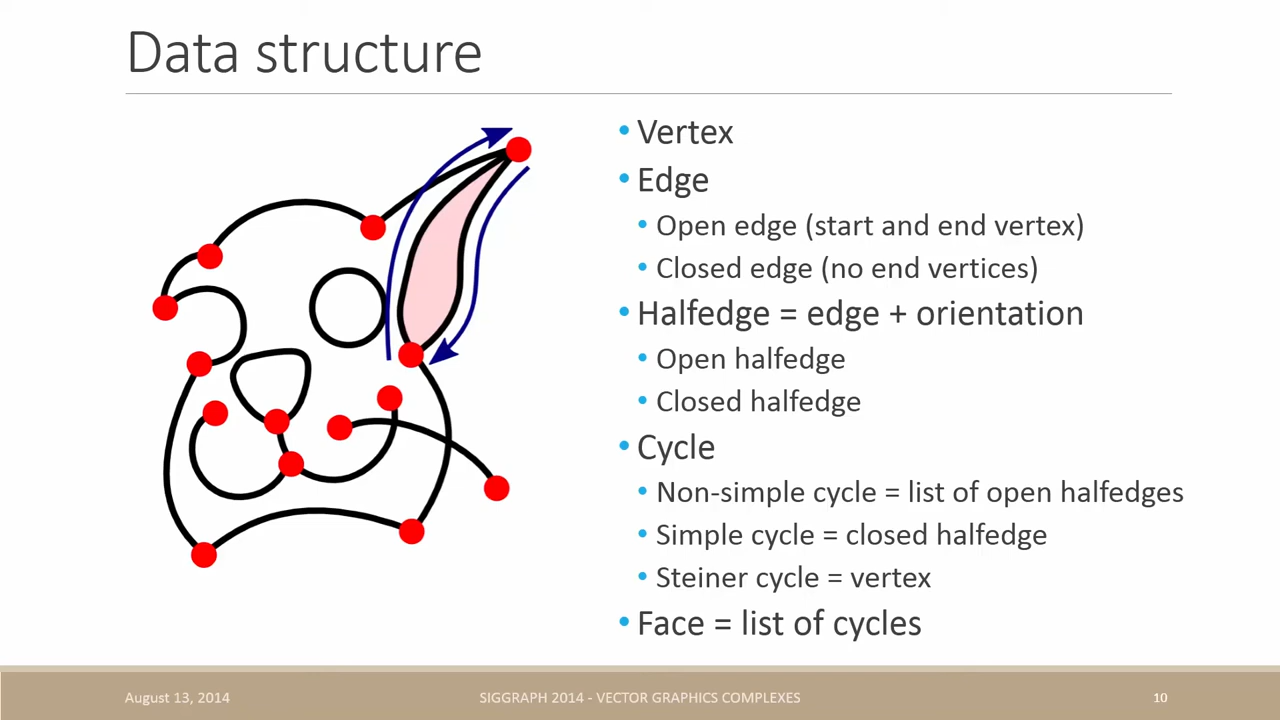 Data structure
• Vertex
• Edge
• Open edge (start and end vertex)
• Closed edge (no end vertices)
• Halfedge = edge + orientation
• Open halfedge
• Closed halfedge
• Cycle
• Non-simple cycle = list of open halfedges
• Simple cycle = closed halfedge
• Steiner cycle = vertex
• Face = list of cycles
August 13, 2014
SIGGRAPH 2014 - VECTOR GRAPHICS COMPLEXES
10